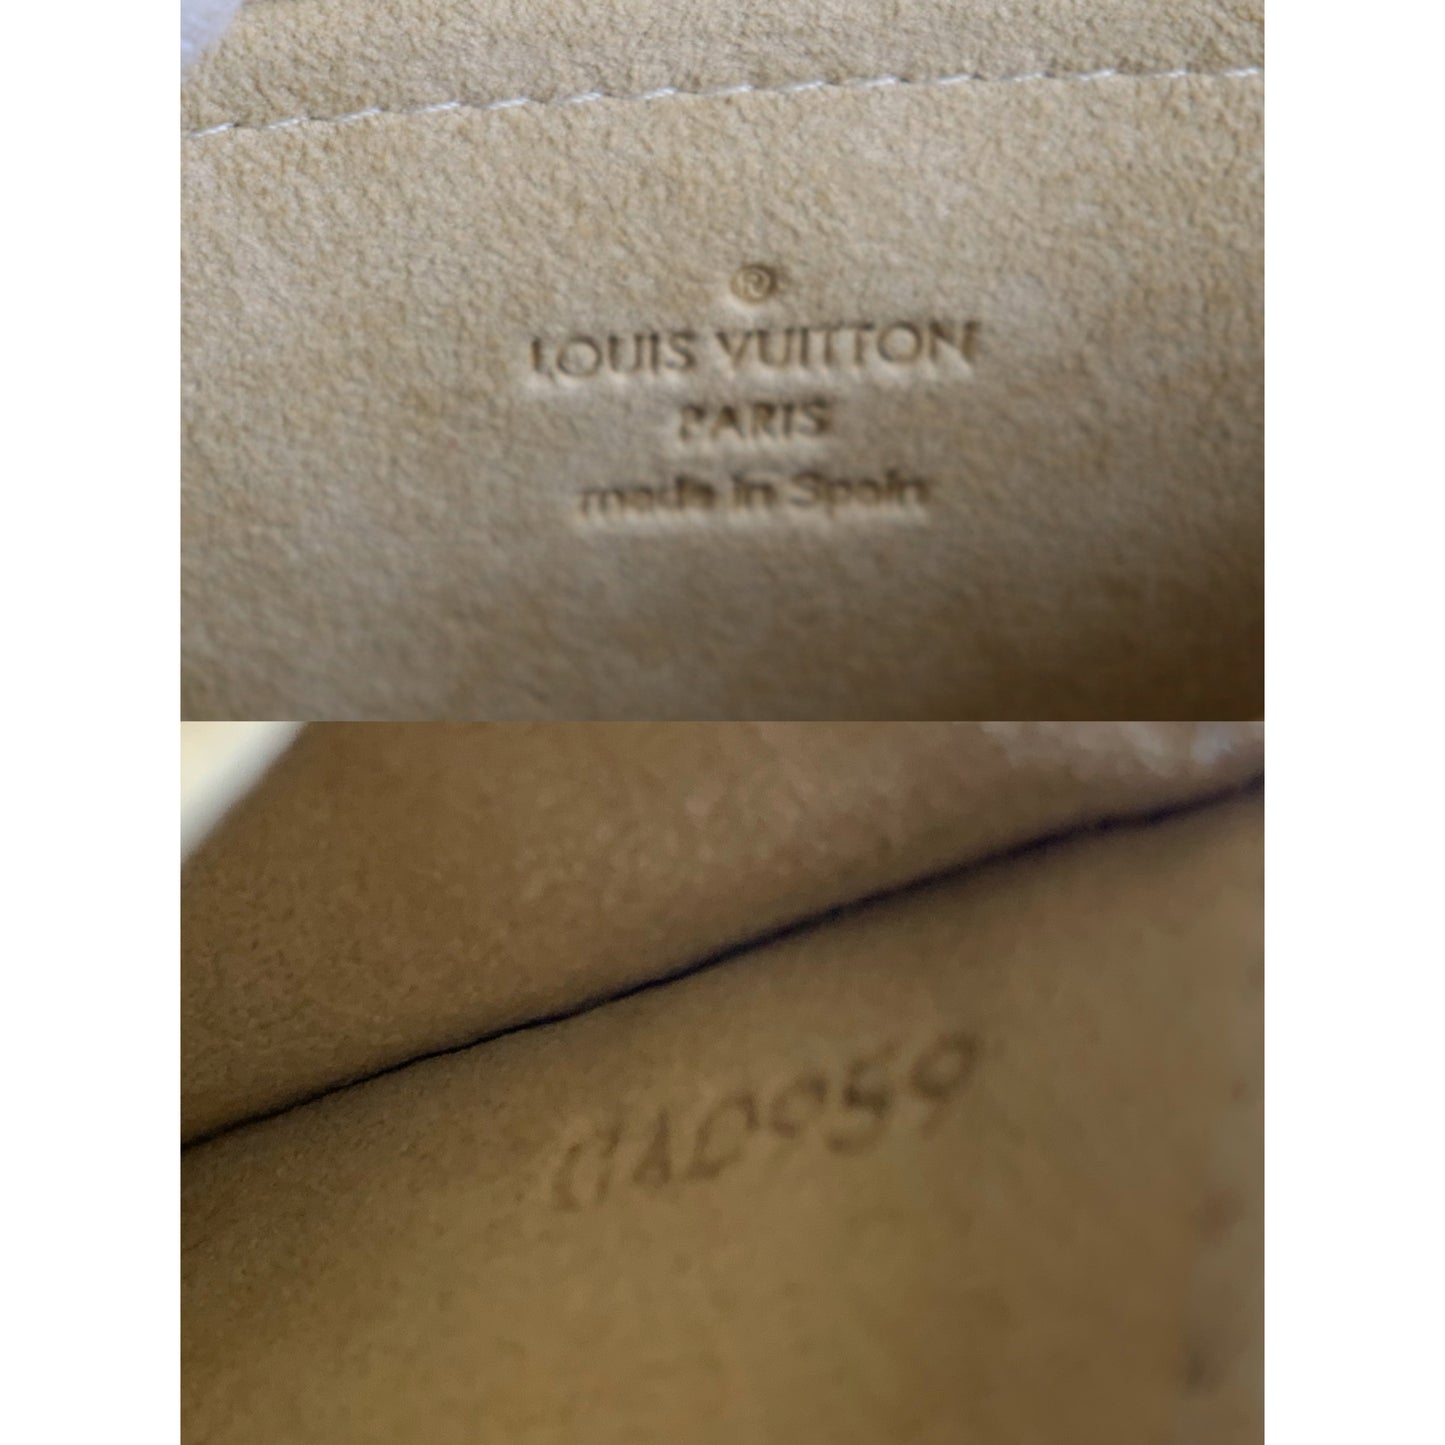 ®
LOUIS VUITTON
PARIS
made in Spain